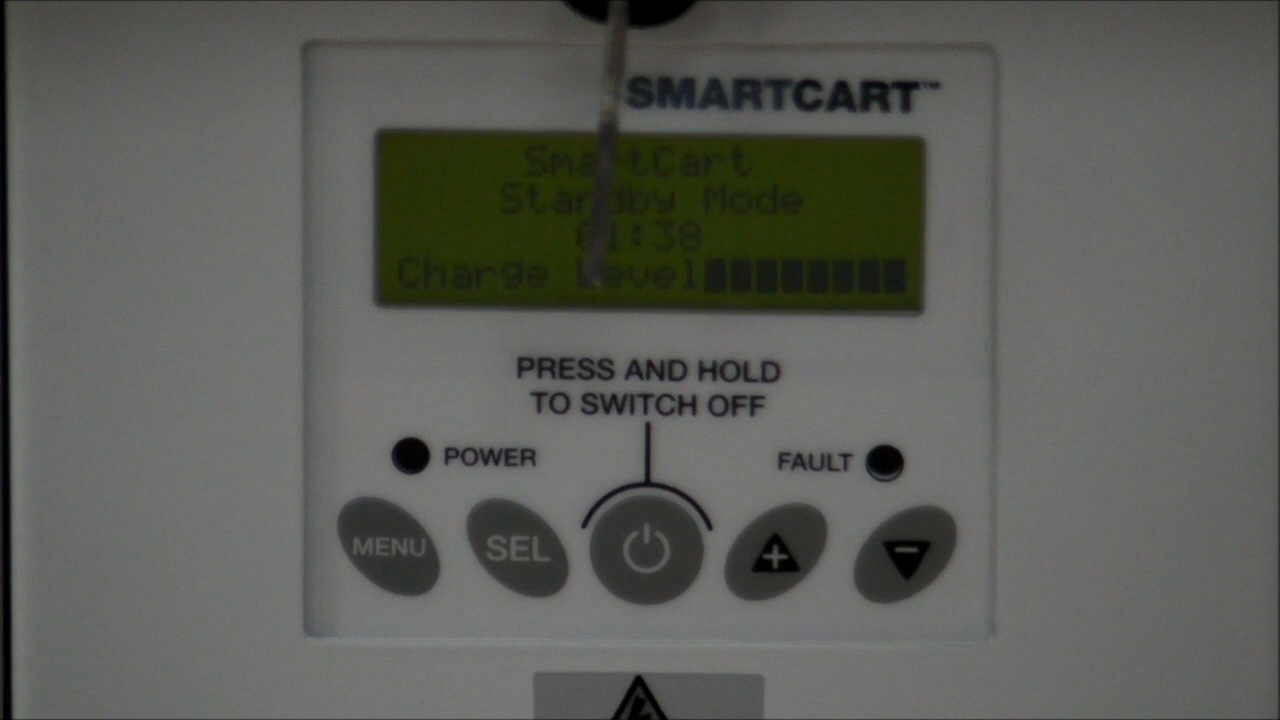 SMARTCART™
SmartCart
Standby Mode
01:38
Charge Level
PRESS AND HOLD
TO SWITCH OFF
POWER
FAULT
MENU
SEL